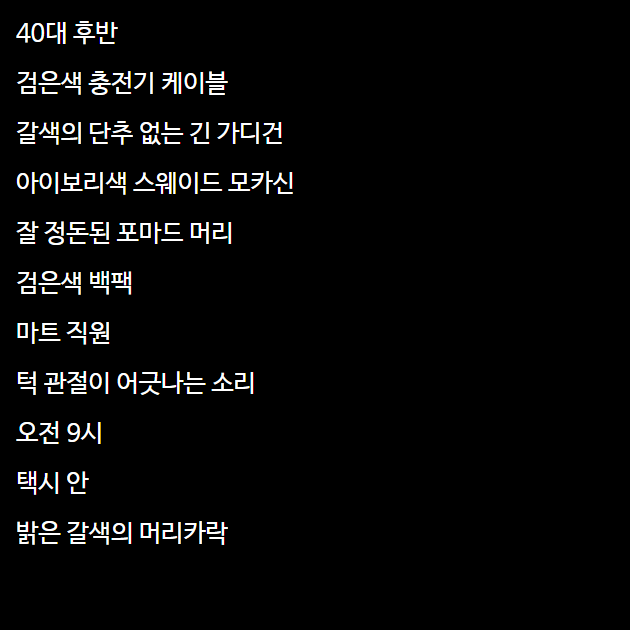 40대 후반
검은색 충전기 케이블
갈색의 단추 없는 긴 가디건
아이보리색 스웨이드 모카신
잘 정돈된 포마드 머리
검은색 백팩
마트 직원
턱 관절이 어긋나는 소리
오전 9시
택시 안
밝은 갈색의 머리카락